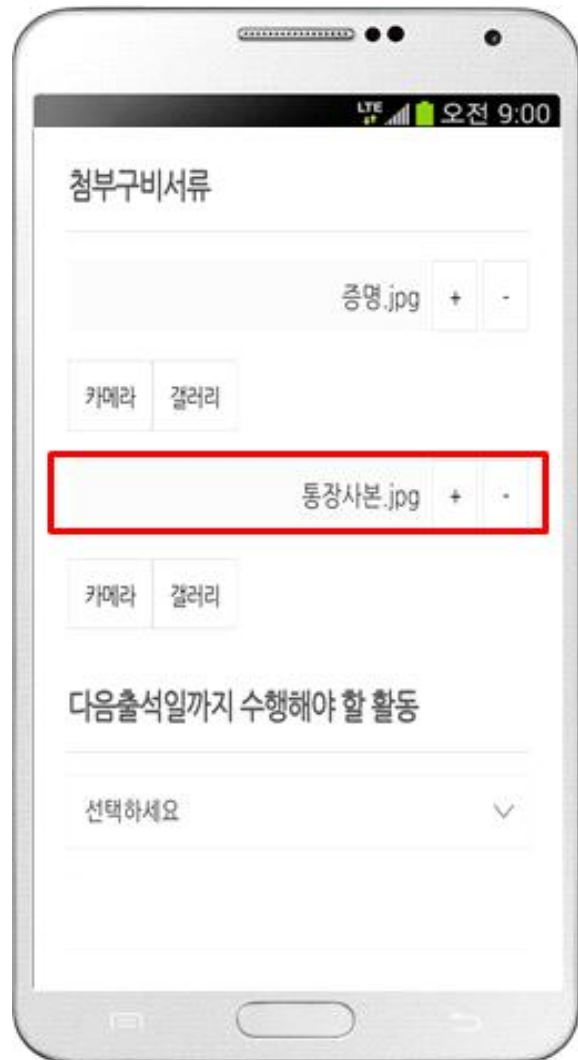 LTE 오전 9:00
첨부구비서류
증명.jpg + -
카메라 갤러리
통장사본.jpg + -
카메라 갤러리
다음출석일까지 수행해야 할 활동
선택하세요